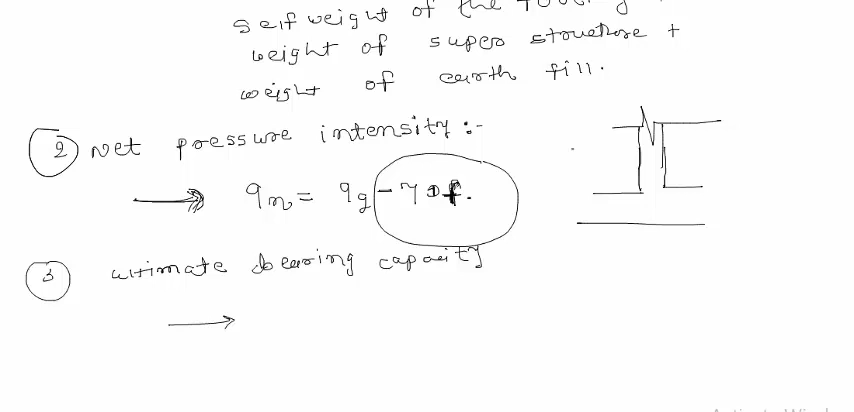 self weight of the footing
weight of super structure +
weight of earth fill.
2 Net pressure intensity :-
→ qn = qg - γDf.
3 ultimate bearing capacity
→